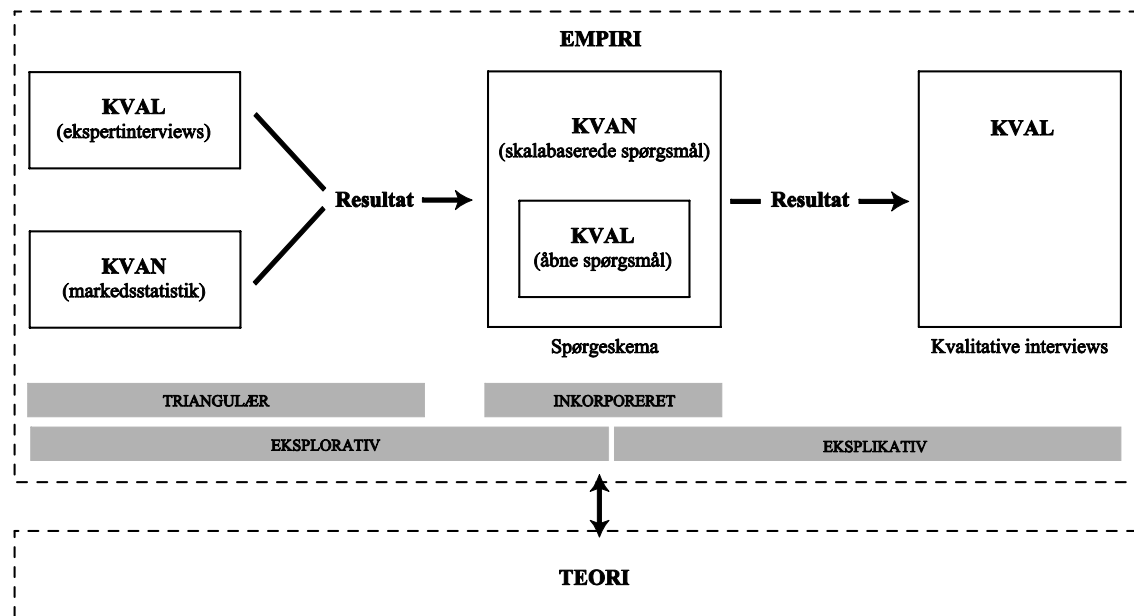 EMPIRI
KVAL
(ekspertinterviews)
KVAN
(markedsstatistik)
Resultat
KVAN
(skalabaserede spørgsmål)
KVAL
(åbne spørgsmål)
Spørgeskema
Resultat
KVAL
Kvalitative interviews
TRIANGULÆR
INKORPORERET
EKSPLORATIV
EKSPLIKATIV
TEORI